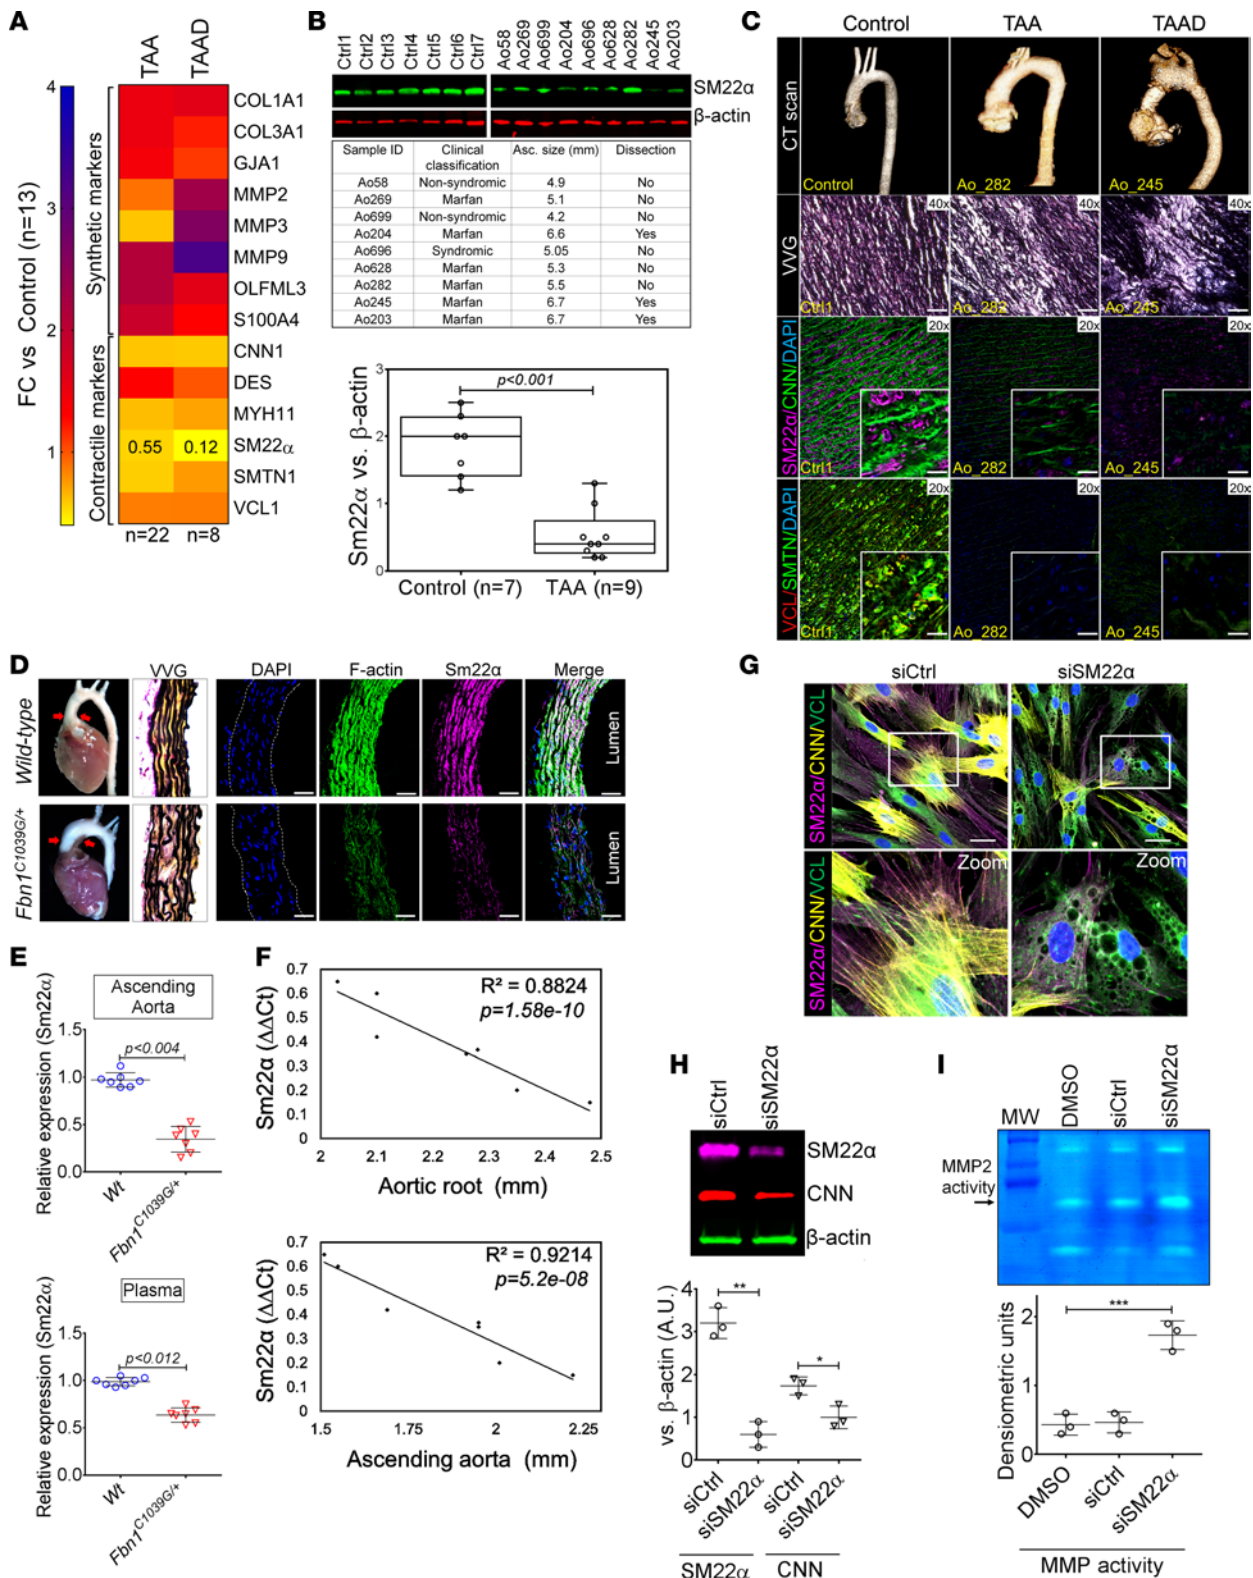 A
TAA
TAAD
FC vs Control (n=13)
4
3
2
1
Synthetic markers
Contractile markers
COL1A1
COL3A1
GJA1
MMP2
MMP3
MMP9
OLFML3
S100A4
CNN1
DES
MYH11
0.55
0.12
SM22α
SMTN1
VCL1
n=22
n=8
B
Ctrl1
Ctrl2
Ctrl3
Ctrl4
Ctrl5
Ctrl6
Ctrl7
Ao58
Ao269
Ao699
Ao204
Ao696
Ao628
Ao282
Ao245
Ao203
SM22α
β-actin
Sample ID Clinical classification Asc. size (mm) Dissection
Ao58 Non-syndromic 4.9 No
Ao269 Marfan 5.1 No
Ao699 Non-syndromic 4.2 No
Ao204 Marfan 6.6 Yes
Ao696 Syndromic 5.05 No
Ao628 Marfan 5.3 No
Ao282 Marfan 5.5 No
Ao245 Marfan 6.7 Yes
Ao203 Marfan 6.7 Yes
Sm22α vs. β-actin
3
2
1
0
p<0.001
Control (n=7)
TAA (n=9)
C
Control
TAA
TAAD
CT scan
Control
Ao_282
Ao_245
VVG
40x
40x
40x
Ctrl1
Ao_282
Ao_245
SM22α/CNN/DAPI
20x
20x
20x
Ctrl1
Ao_282
Ao_245
VCL/SMTN/DAPI
20x
20x
20x
Ctrl1
Ao_282
Ao_245
D
VVG
DAPI
F-actin
Sm22α
Merge
Wild-type
Lumen
Fbn1C1039G/+
Lumen
E
Ascending Aorta
Relative expression (Sm22α)
1.5
1.0
0.5
0.0
p<0.004
Wt
Fbn1C1039G/+
Plasma
Relative expression (Sm22α)
1.5
1.0
0.5
0.0
p<0.012
Wt
Fbn1C1039G/+
F
Sm22α (ΔΔCt)
0.7
0.6
0.5
0.4
0.3
0.2
0.1
0
R² = 0.8824
p=1.58e-10
2 2.1 2.2 2.3 2.4 2.5
Aortic root (mm)
Sm22α (ΔΔCt)
0.7
0.6
0.5
0.4
0.3
0.2
0.1
0
R² = 0.9214
p=5.2e-08
1.5 1.75 2 2.25
Ascending aorta (mm)
G
siCtrl
siSM22α
SM22α/CNN/VCL
SM22α/CNN/VCL
Zoom
Zoom
H
siCtrl
siSM22α
SM22α
CNN
β-actin
vs. β-actin (A.U.)
4
3
2
1
0
**
*
siCtrl
siSM22α
siCtrl
siSM22α
SM22α
CNN
I
MW
DMSO
siCtrl
siSM22α
MMP2 activity
Densiometric units
2.0
1.5
1.0
0.5
0.0
***
DMSO
siCtrl
siSM22α
MMP activity